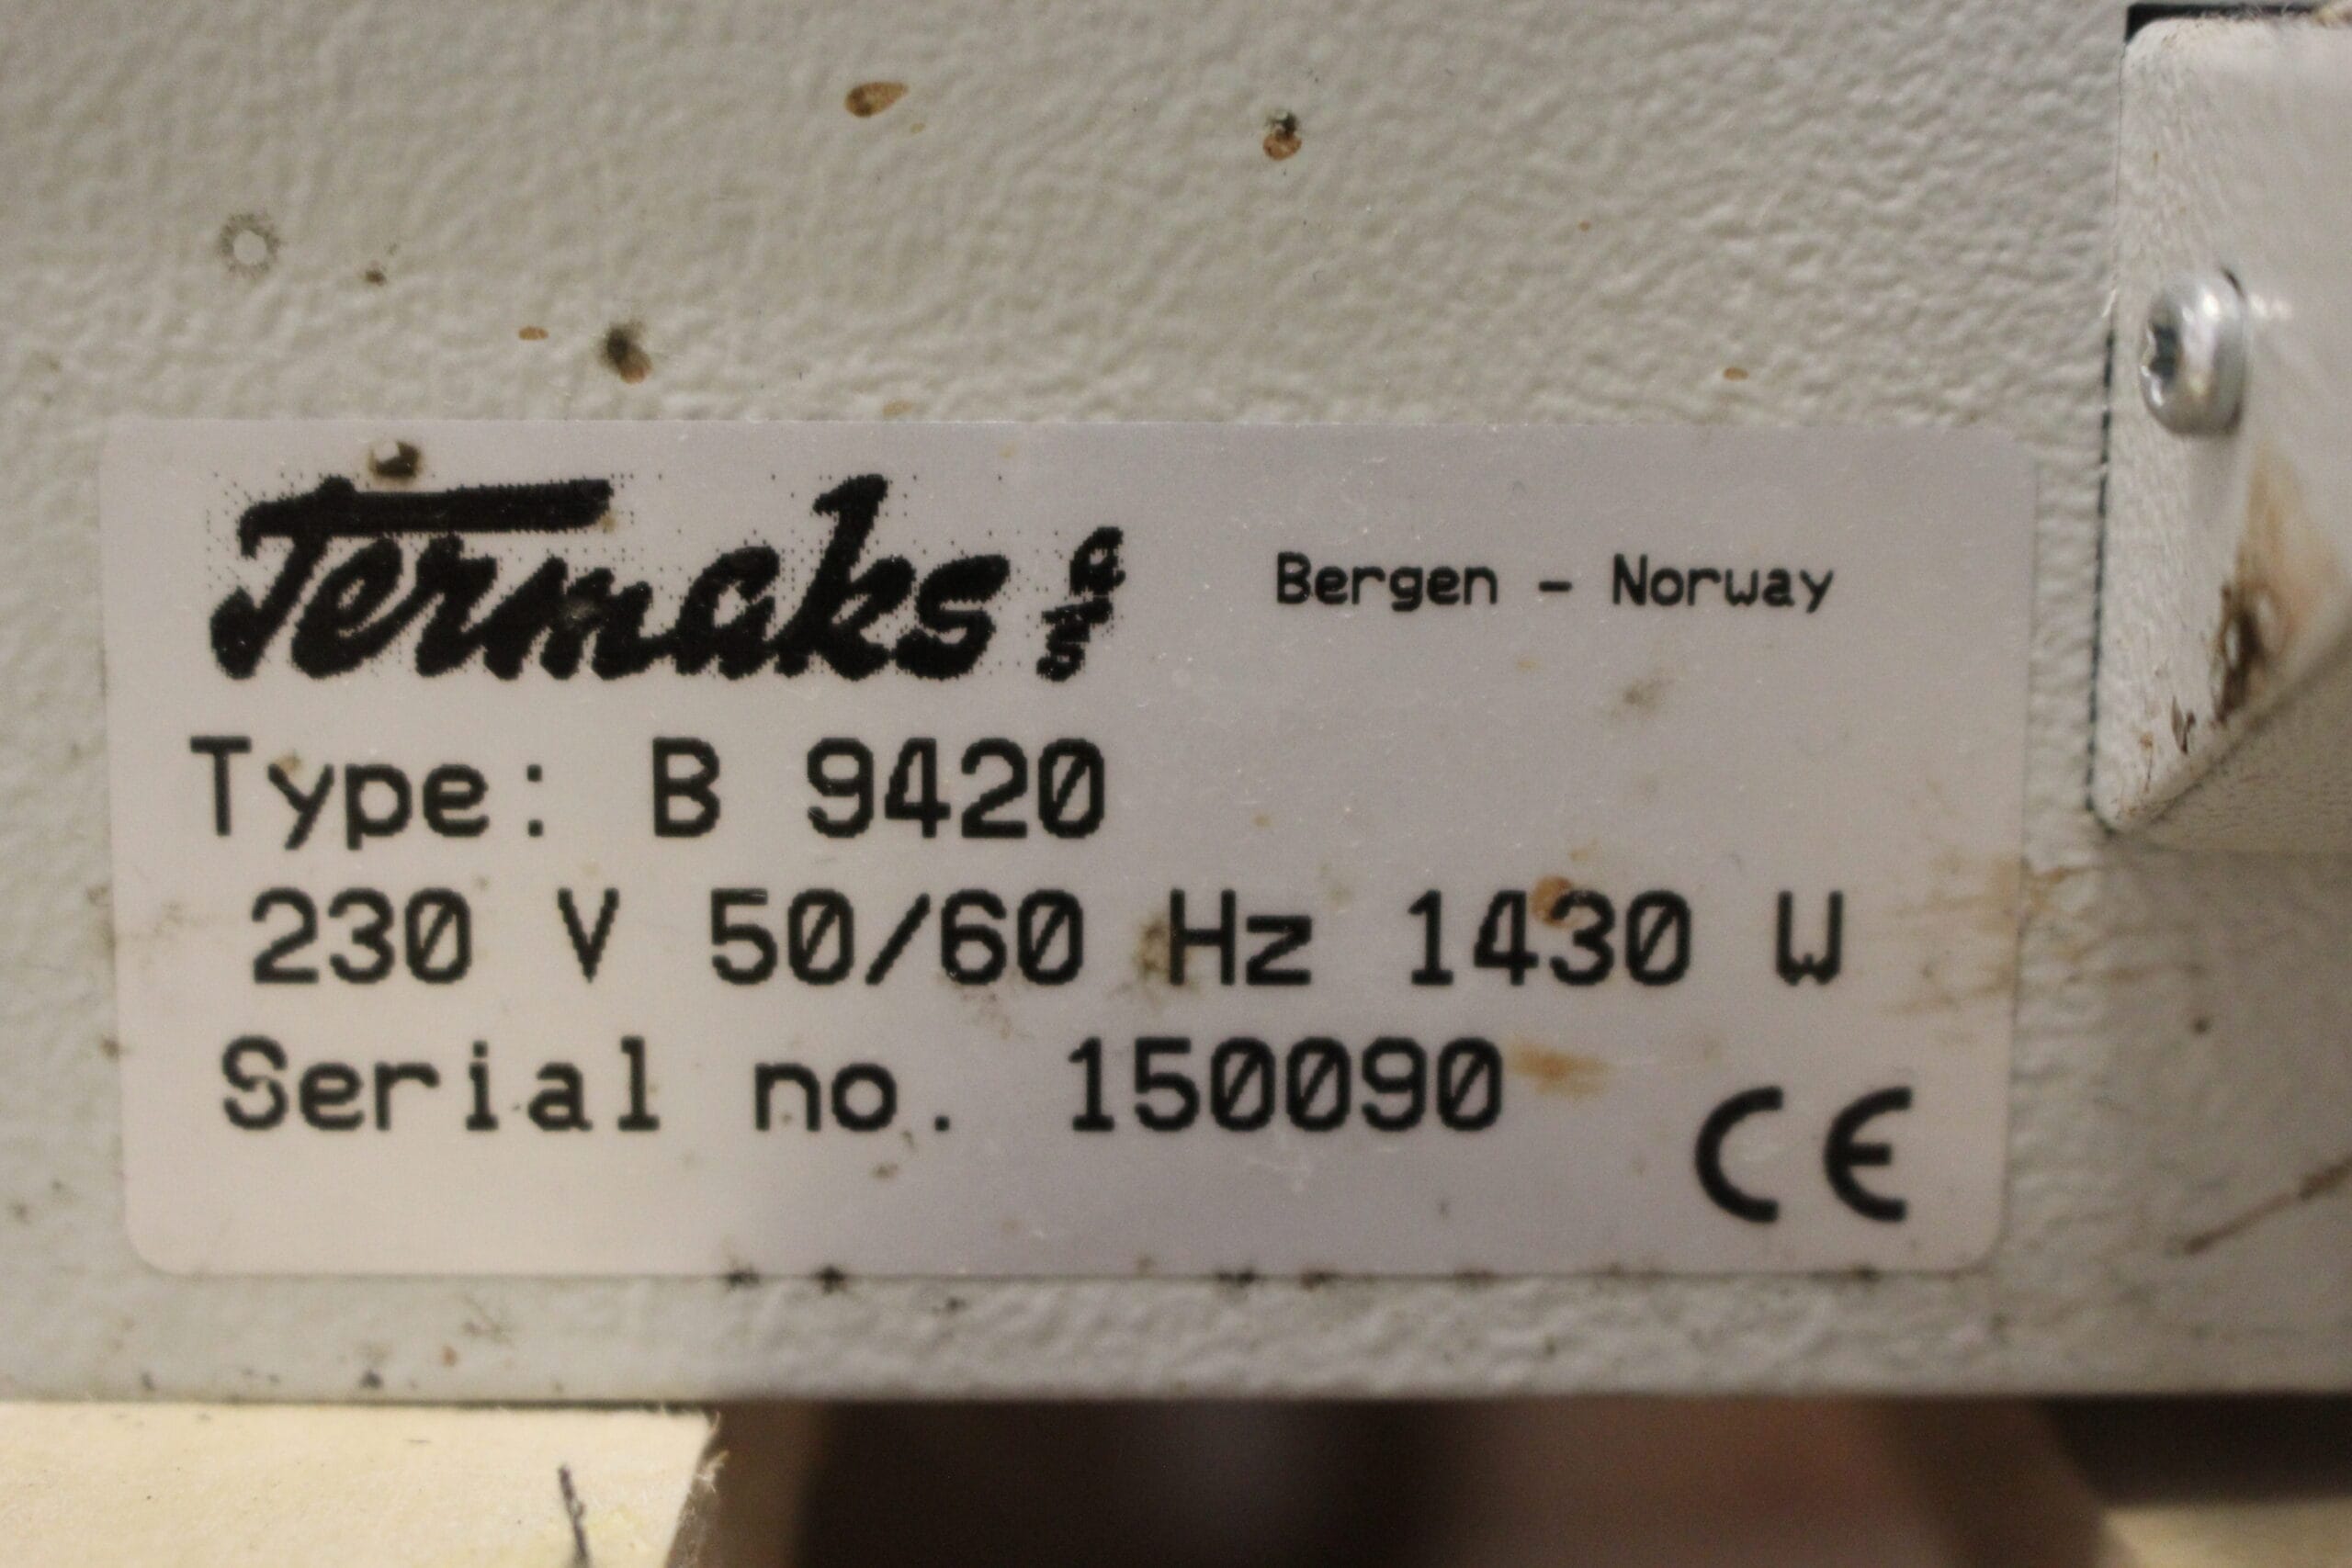 Termaks a/s
Bergen - Norway
Type: B 9420
230 V 50/60 Hz 1430 W
Serial no. 150090
CE